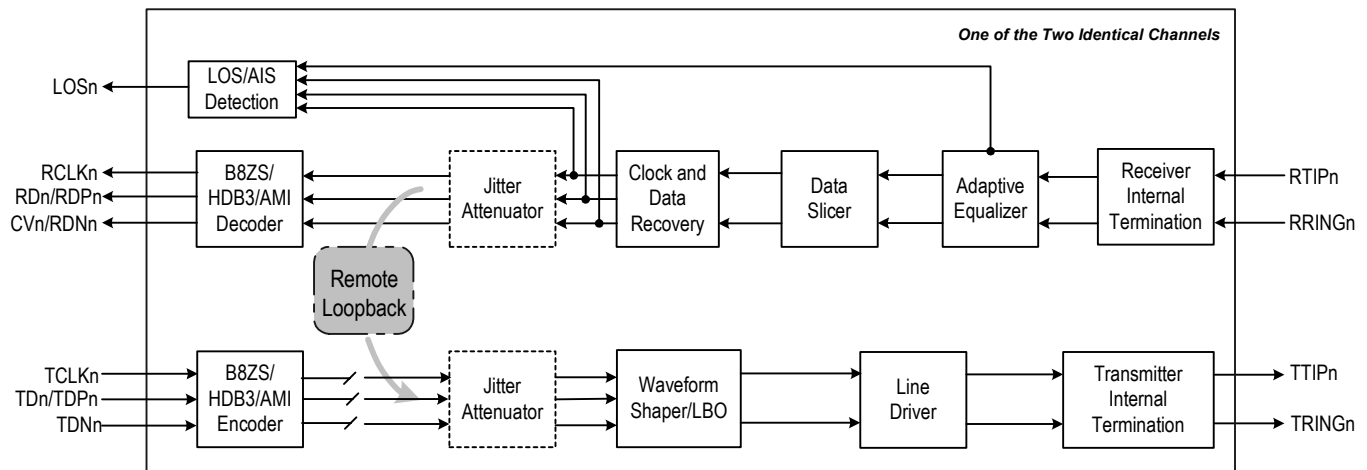 One of the Two Identical Channels
LOSn
LOS/AIS
Detection
RCLKn
RDn/RDPn
CVn/RDNn
B8ZS/
HDB3/AMI
Decoder
Jitter
Attenuator
Clock and
Data
Recovery
Data
Slicer
Adaptive
Equalizer
Receiver
Internal
Termination
RTIPn
RRINGn
Remote
Loopback
TCLKn
TDn/TDPn
TDNn
B8ZS/
HDB3/AMI
Encoder
Jitter
Attenuator
Waveform
Shaper/LBO
Line
Driver
Transmitter
Internal
Termination
TTIPn
TRINGn